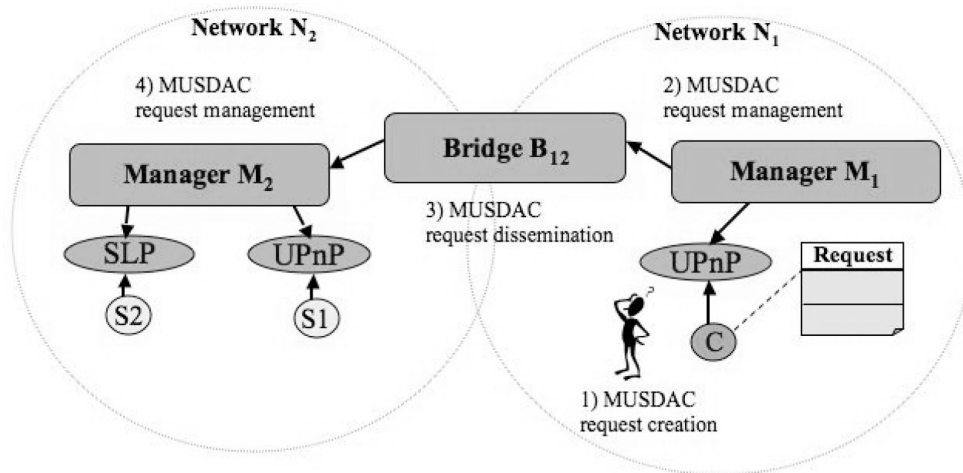 Network N2
Network N1
4) MUSDAC
request management
2) MUSDAC
request management
Bridge B12
Manager M2
Manager M1
3) MUSDAC
request dissemination
SLP
UPnP
UPnP
Request
S2
S1
?
C
1) MUSDAC
request creation